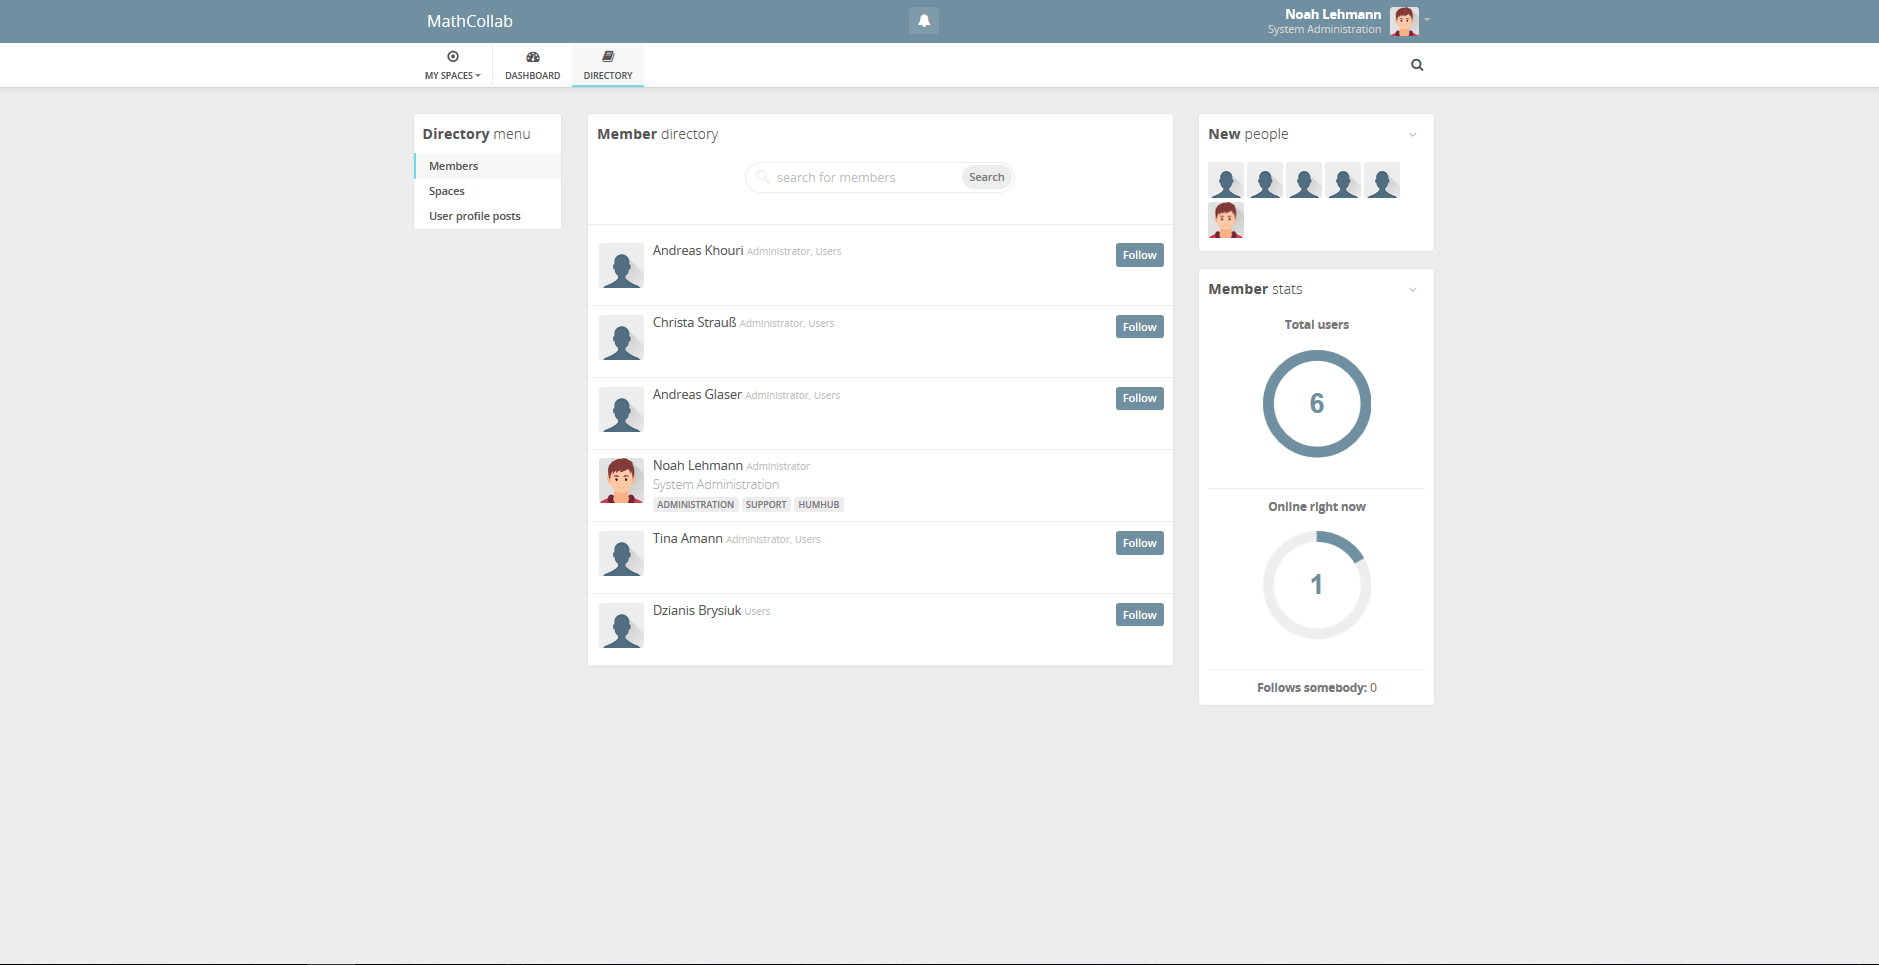 MathCollab
Noah Lehmann
System Administration
MY SPACES
DASHBOARD
DIRECTORY
Directory menu
Members
Spaces
User profile posts
Member directory
search for members
Search
Andreas Khouri Administrator, Users
Follow
Christa Strauß Administrator, Users
Follow
Andreas Glaser Administrator, Users
Follow
Noah Lehmann Administrator
System Administration
ADMINISTRATION SUPPORT HUMHUB
Tina Amann Administrator, Users
Follow
Dzianis Brysiuk Users
Follow
New people
Member stats
Total users
6
Online right now
1
Follows somebody: 0